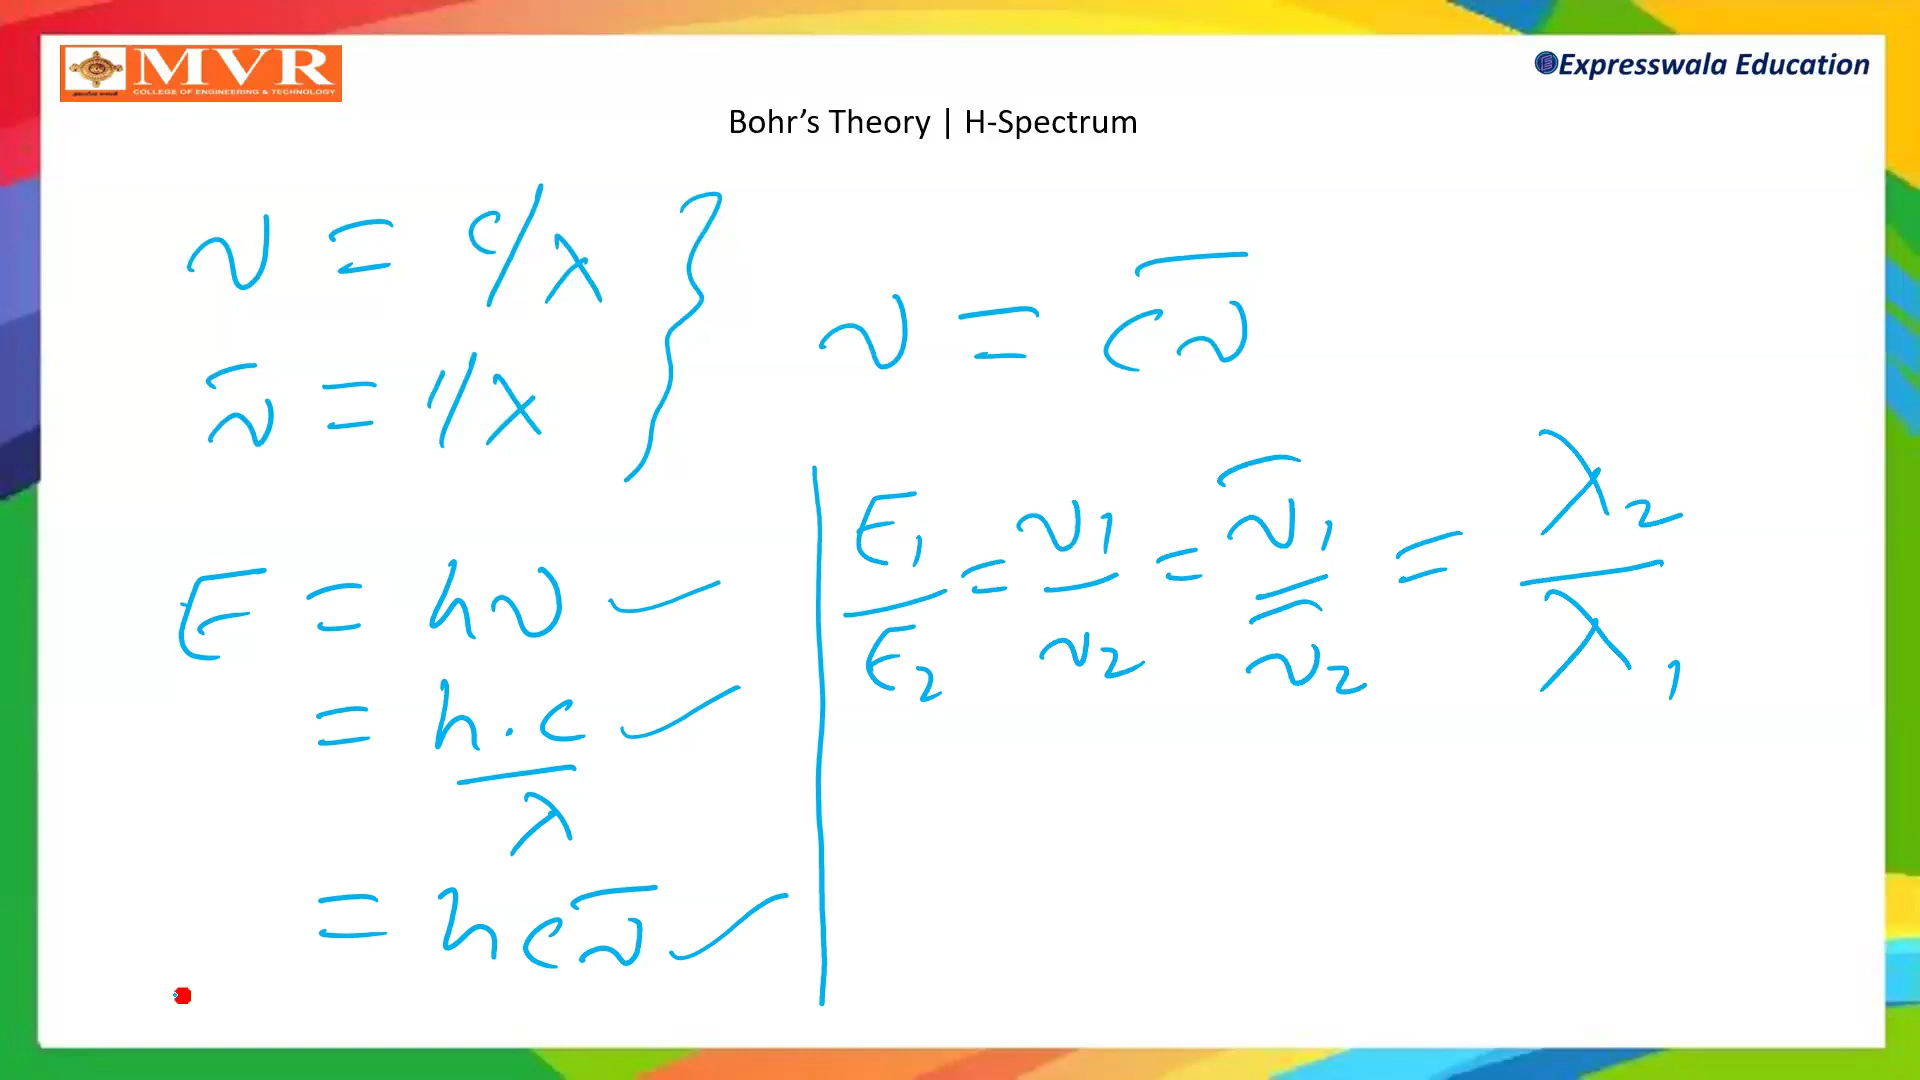 MVR
COLLEGE OF ENGINEERING & TECHNOLOGY
Expresswala Education
Bohr's Theory | H-Spectrum
ν = c/λ
ν̅ = 1/λ
ν = cν̅
E = hν
= h.c/λ
= hcν̅
E1/E2 = ν1/ν2 = ν̅1/ν̅2 = λ2/λ1